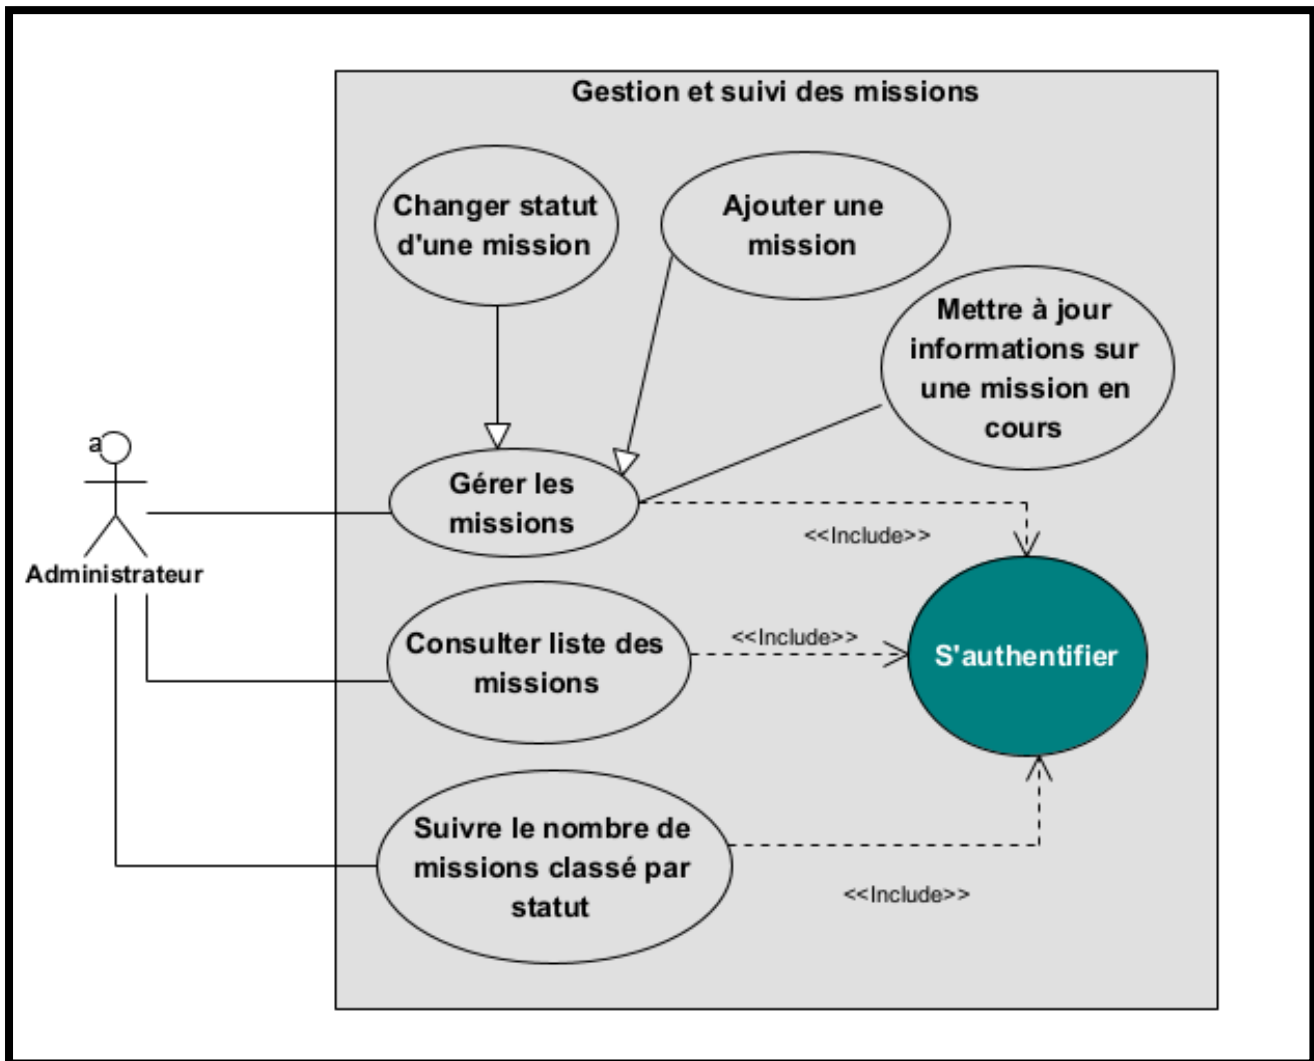 Gestion et suivi des missions
Changer statut
d'une mission
Ajouter une
mission
Mettre à jour
informations sur
une mission en
cours
a
Administrateur
Gérer les
missions
<<Include>>
Consulter liste des
missions
<<Include>>
S'authentifier
Suivre le nombre de
missions classé par
statut
<<Include>>